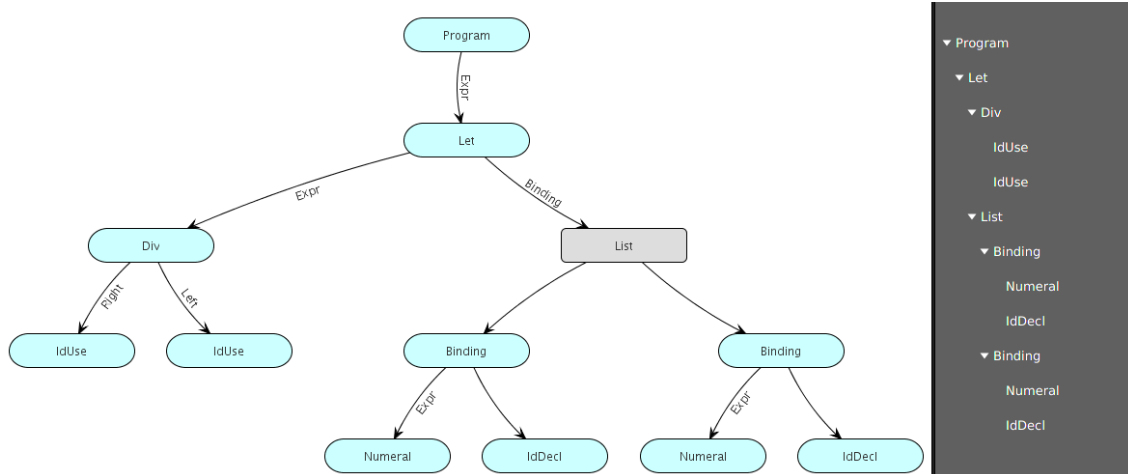 Program
Expr
Let
Expr
Binding
Div
List
Right
Left
IdUse
IdUse
Binding
Binding
Expr
Expr
Numeral
IdDecl
Numeral
IdDecl
Program
Let
Div
IdUse
IdUse
List
Binding
Numeral
IdDecl
Binding
Numeral
IdDecl